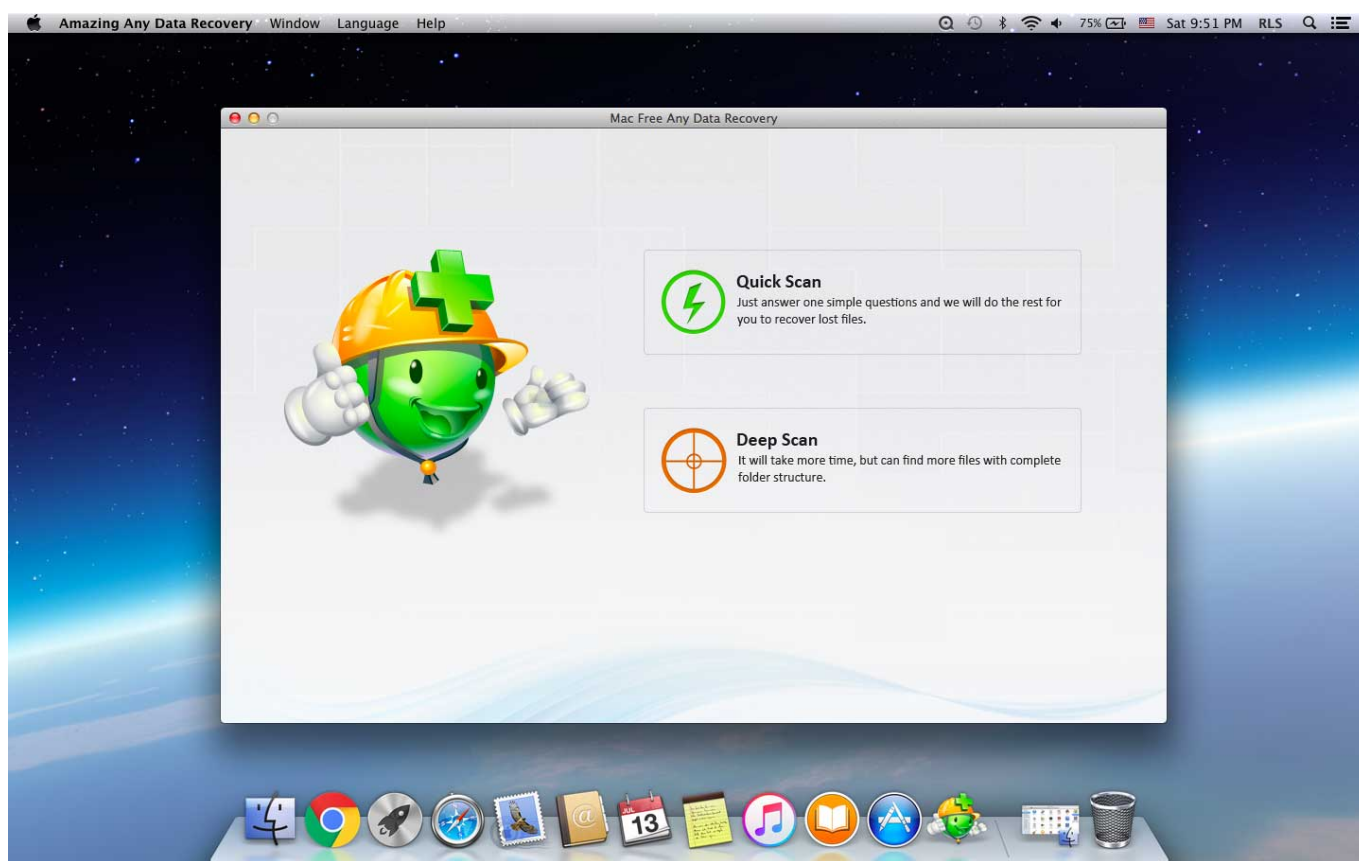 Amazing Any Data Recovery Window Language Help 75% Sat 9:51 PM RLS
Mac Free Any Data Recovery
Quick Scan
Just answer one simple questions and we will do the rest for
you to recover lost files.
Deep Scan
It will take more time, but can find more files with complete
folder structure.
JUL
13
@